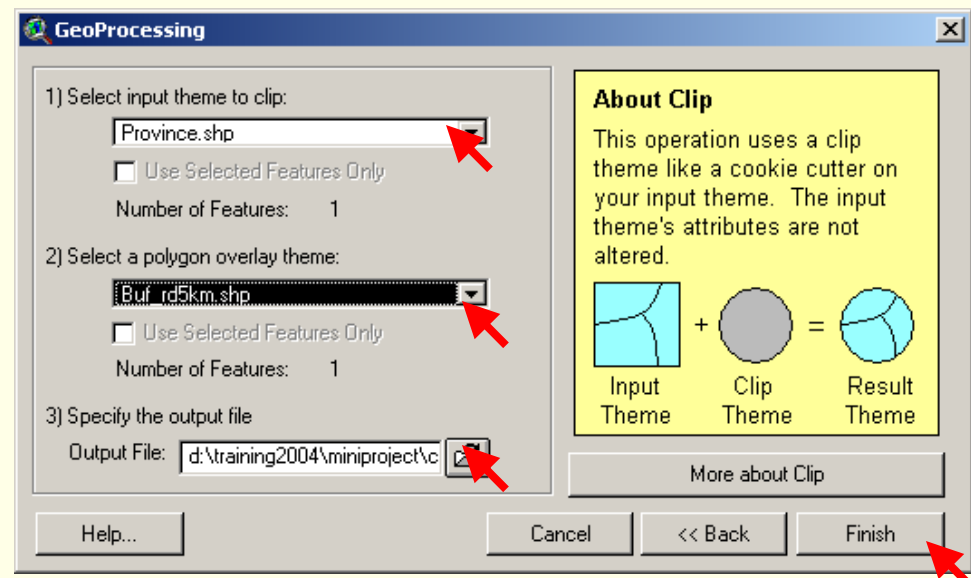 GeoProcessing
1) Select input theme to clip:
Province.shp
Use Selected Features Only
Number of Features: 1
2) Select a polygon overlay theme:
Buf_rd5km.shp
Use Selected Features Only
Number of Features: 1
3) Specify the output file
Output File: d:\training2004\miniproject\c
About Clip
This operation uses a clip
theme like a cookie cutter on
your input theme. The input
theme's attributes are not
altered.
+ =
Input Clip Result
Theme Theme Theme
More about Clip
Help... Cancel << Back Finish